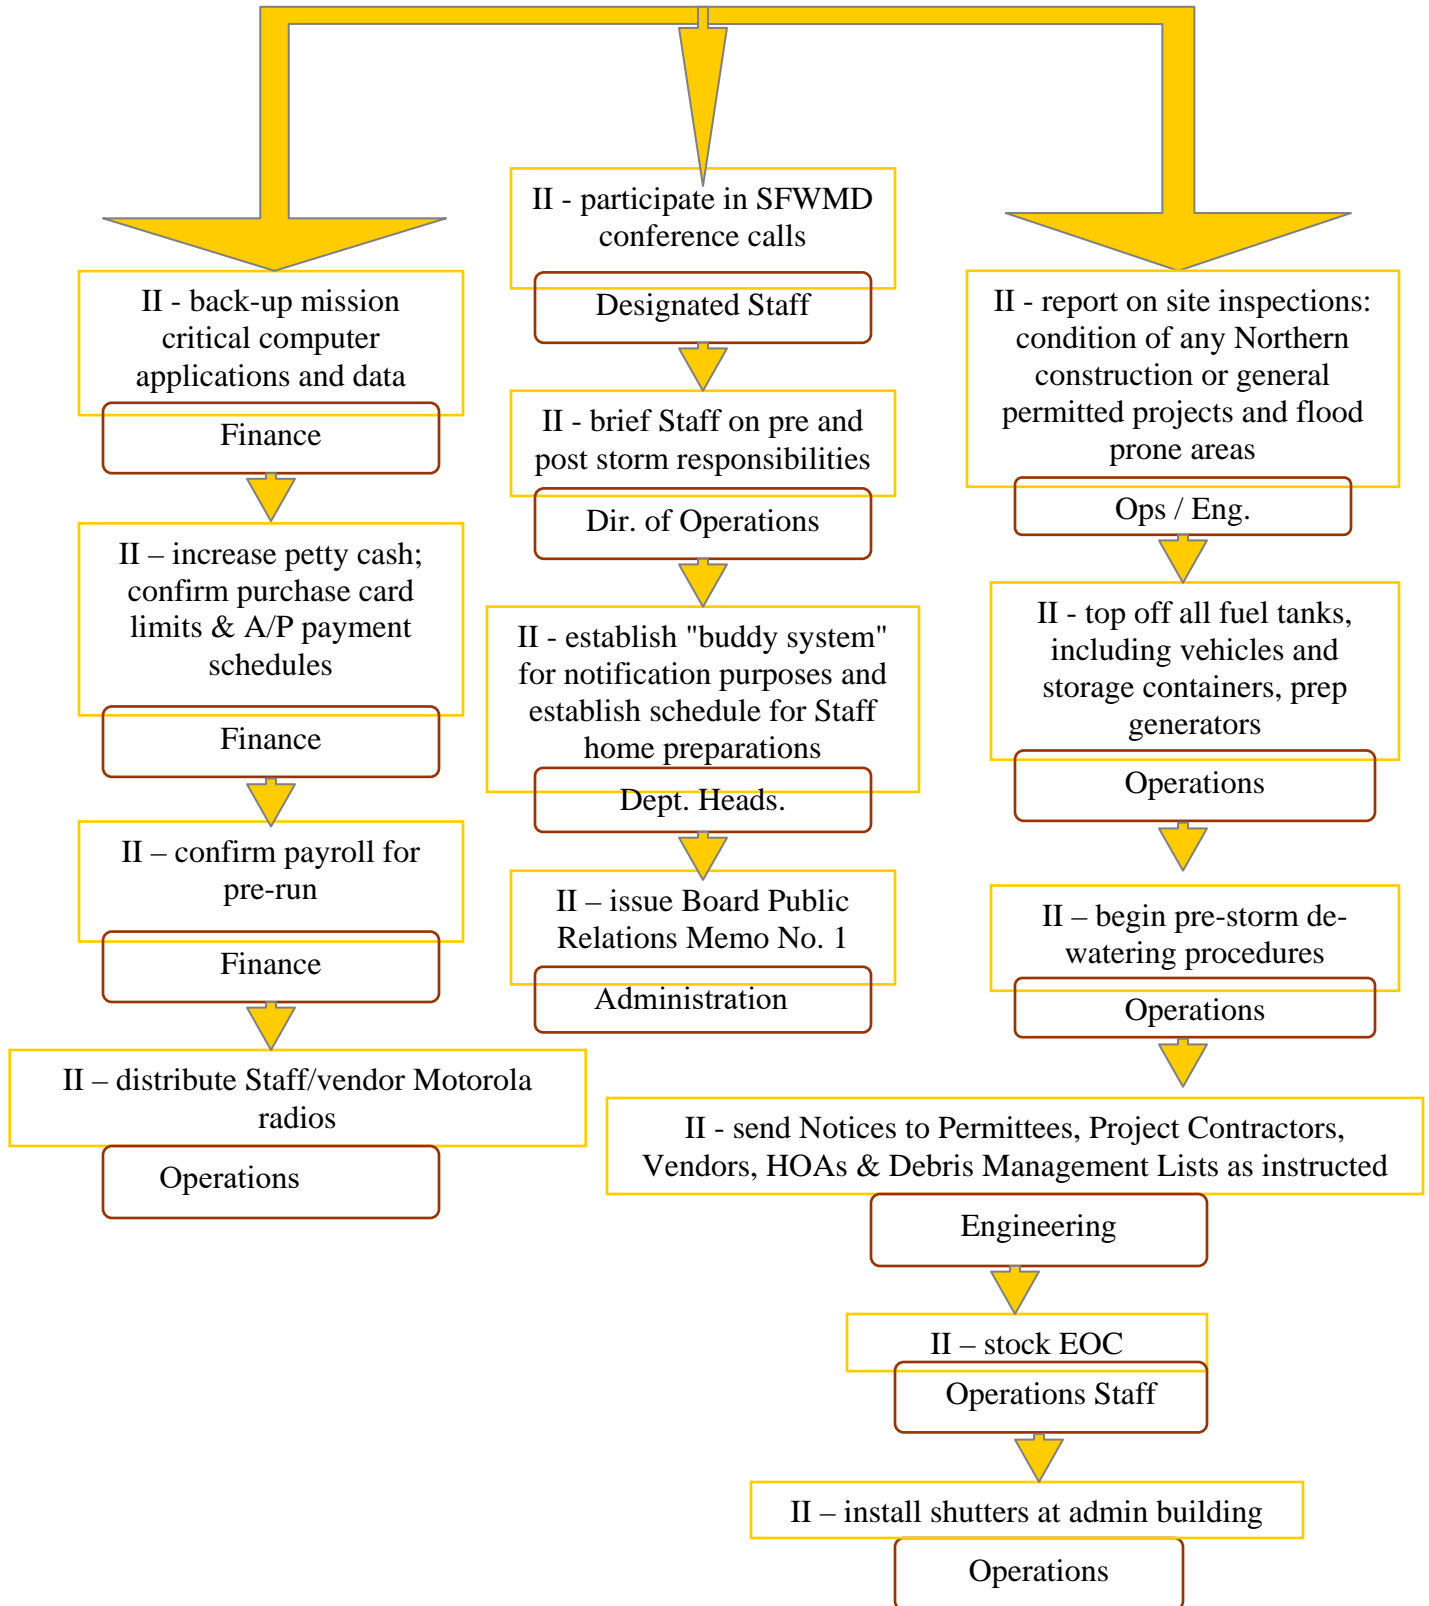 II - back-up mission
critical computer
applications and data
Finance
II – increase petty cash;
confirm purchase card
limits & A/P payment
schedules
Finance
II – confirm payroll for
pre-run
Finance
II – distribute Staff/vendor Motorola
radios
Operations
II - participate in SFWMD
conference calls
Designated Staff
II - brief Staff on pre and
post storm responsibilities
Dir. of Operations
II - establish "buddy system"
for notification purposes and
establish schedule for Staff
home preparations
Dept. Heads.
II – issue Board Public
Relations Memo No. 1
Administration
II - report on site inspections:
condition of any Northern
construction or general
permitted projects and flood
prone areas
Ops / Eng.
II - top off all fuel tanks,
including vehicles and
storage containers, prep
generators
Operations
II – begin pre-storm de-
watering procedures
Operations
II - send Notices to Permittees, Project Contractors,
Vendors, HOAs & Debris Management Lists as instructed
Engineering
II – stock EOC
Operations Staff
II – install shutters at admin building
Operations